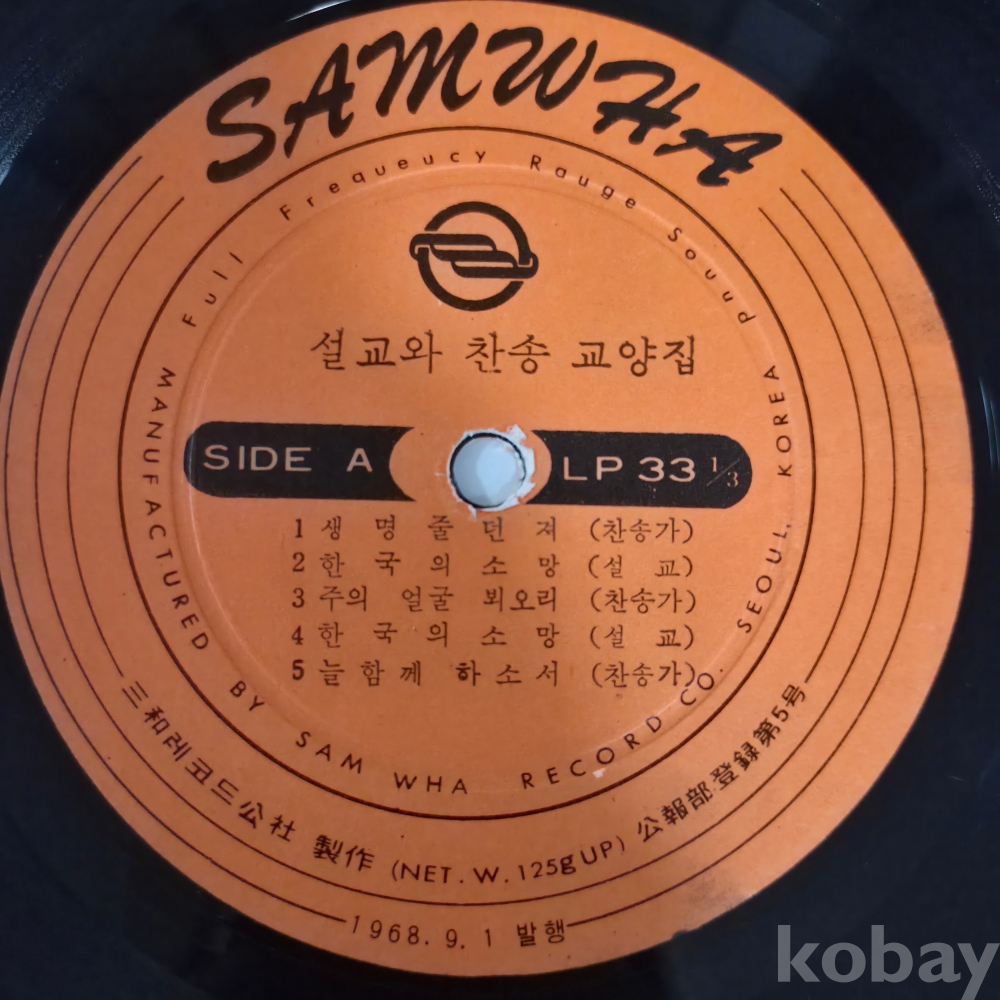 SAMWHA
Full Frequeucy Rauge Souud
설교와 찬송 교양집
SIDE A LP 33 1/3
1 생명줄던져 (찬송가)
2 한국의소망 (설교)
3 주의 얼굴 뵈오리 (찬송가)
4 한국의소망 (설교)
5 늘함께 하소서 (찬송가)
MANUFACTURED BY SAM WHA RECORD CO. SEOUL. KOREA
三和레코드公社 製作 (NET.W.125g UP) 公報部登録第5号
1968.9.1 발행
kobay